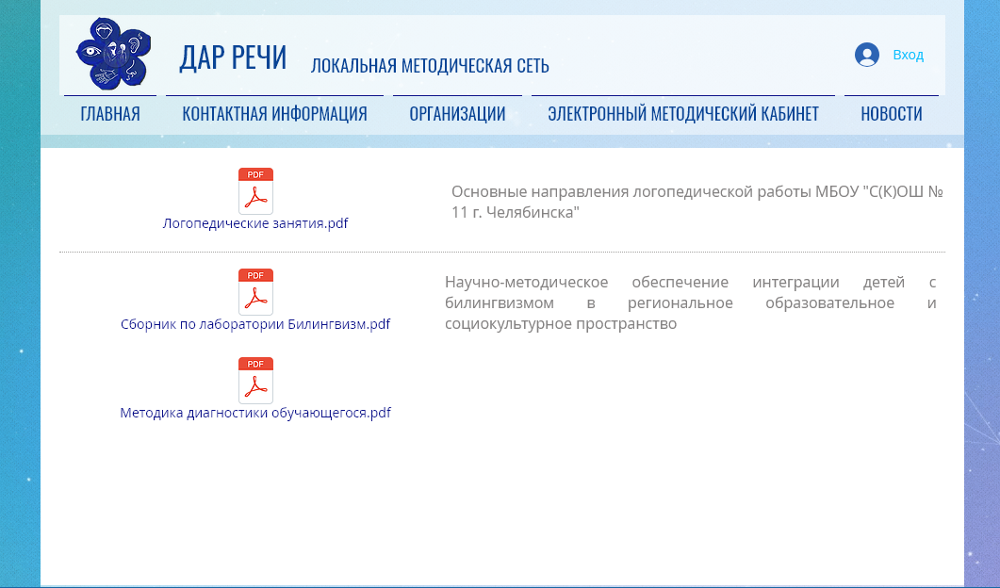 ДАР РЕЧИ
ЛОКАЛЬНАЯ МЕТОДИЧЕСКАЯ СЕТЬ
Вход
ГЛАВНАЯ
КОНТАКТНАЯ ИНФОРМАЦИЯ
ОРГАНИЗАЦИИ
ЭЛЕКТРОННЫЙ МЕТОДИЧЕСКИЙ КАБИНЕТ
НОВОСТИ
PDF
Логопедические занятия.pdf
Основные направления логопедической работы МБОУ "С(К)ОШ №
11 г. Челябинска"
PDF
Сборник по лаборатории Билингвизм.pdf
Научно-методическое обеспечение интеграции детей с
билингвизмом в региональное образовательное и
социокультурное пространство
PDF
Методика диагностики обучающегося.pdf